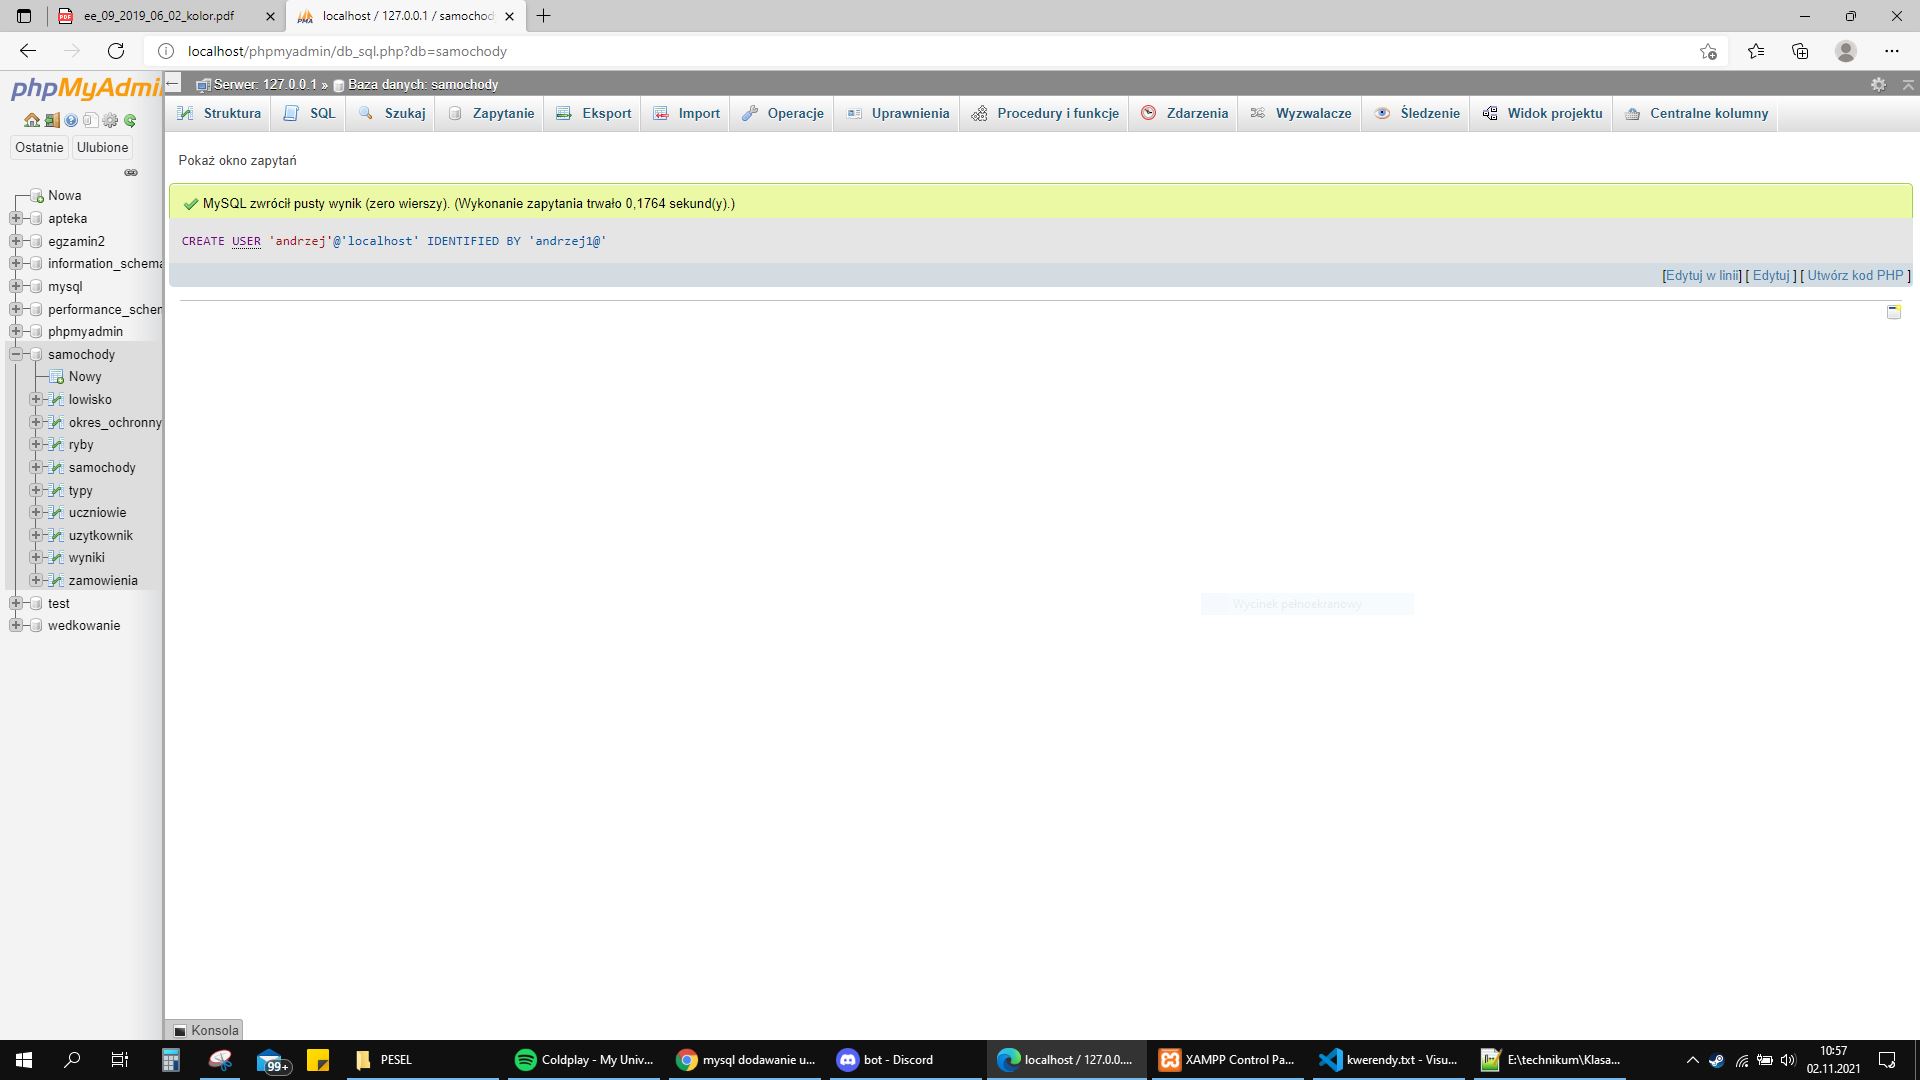 ee_09_2019_06_02_kolor.pdf
localhost / 127.0.0.1 / samochod
localhost/phpmyadmin/db_sql.php?db=samochody
phpMyAdmi
Serwer: 127.0.0.1 » Baza danych: samochody
Struktura SQL Szukaj Zapytanie Eksport Import Operacje Uprawnienia Procedury i funkcje Zdarzenia Wyzwalacze Śledzenie Widok projektu Centralne kolumny
Ostatnie Ulubione
Nowa
apteka
egzamin2
information_schema
mysql
performance_schem
phpmyadmin
samochody
Nowy
lowisko
okres_ochronny
ryby
samochody
typy
uczniowie
uzytkownik
wyniki
zamowienia
test
wedkowanie
Pokaż okno zapytań
MySQL zwrócił pusty wynik (zero wierszy). (Wykonanie zapytania trwało 0,1764 sekund(y).)
CREATE USER 'andrzej'@'localhost' IDENTIFIED BY 'andrzej1@'
[Edytuj w linii] [ Edytuj ] [ Utwórz kod PHP ]
Wycinek pełnoekranowy
Konsola
99+
PESEL
Coldplay - My Univ...
mysql dodawanie u...
bot - Discord
localhost / 127.0.0....
XAMPP Control Pa...
kwerendy.txt - Visu...
E:\technikum\Klasa...
10:57
02.11.2021